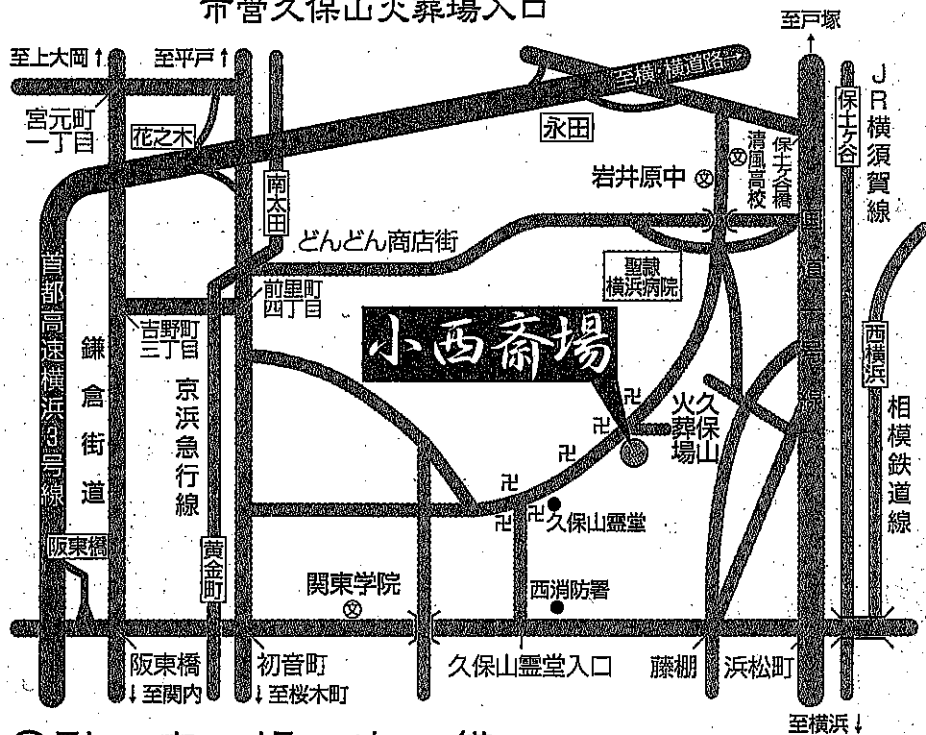 市営久保山火葬場入口
至戸塚
↑
至上大岡↑
至平戸↑
至横・横道路→
宮元町
一丁目
花之木
永田
南太田
岩井原中
清風高校
保土ヶ谷橋
保土ヶ谷
JR横須賀線
どんどん商店街
聖隷
横浜病院
首都高速横浜3号線
前里町
四丁目
吉野町
三丁目
鎌倉街道
京浜急行線
小西斎場
久保山
火葬場
国道1号線
西横浜
相模鉄道線
久保山霊堂
阪東橋
黄金町
関東学院
西消防署
阪東橋
↓至関内
初音町
↓至桜木町
久保山霊堂入口
藤棚
浜松町
至横浜↓